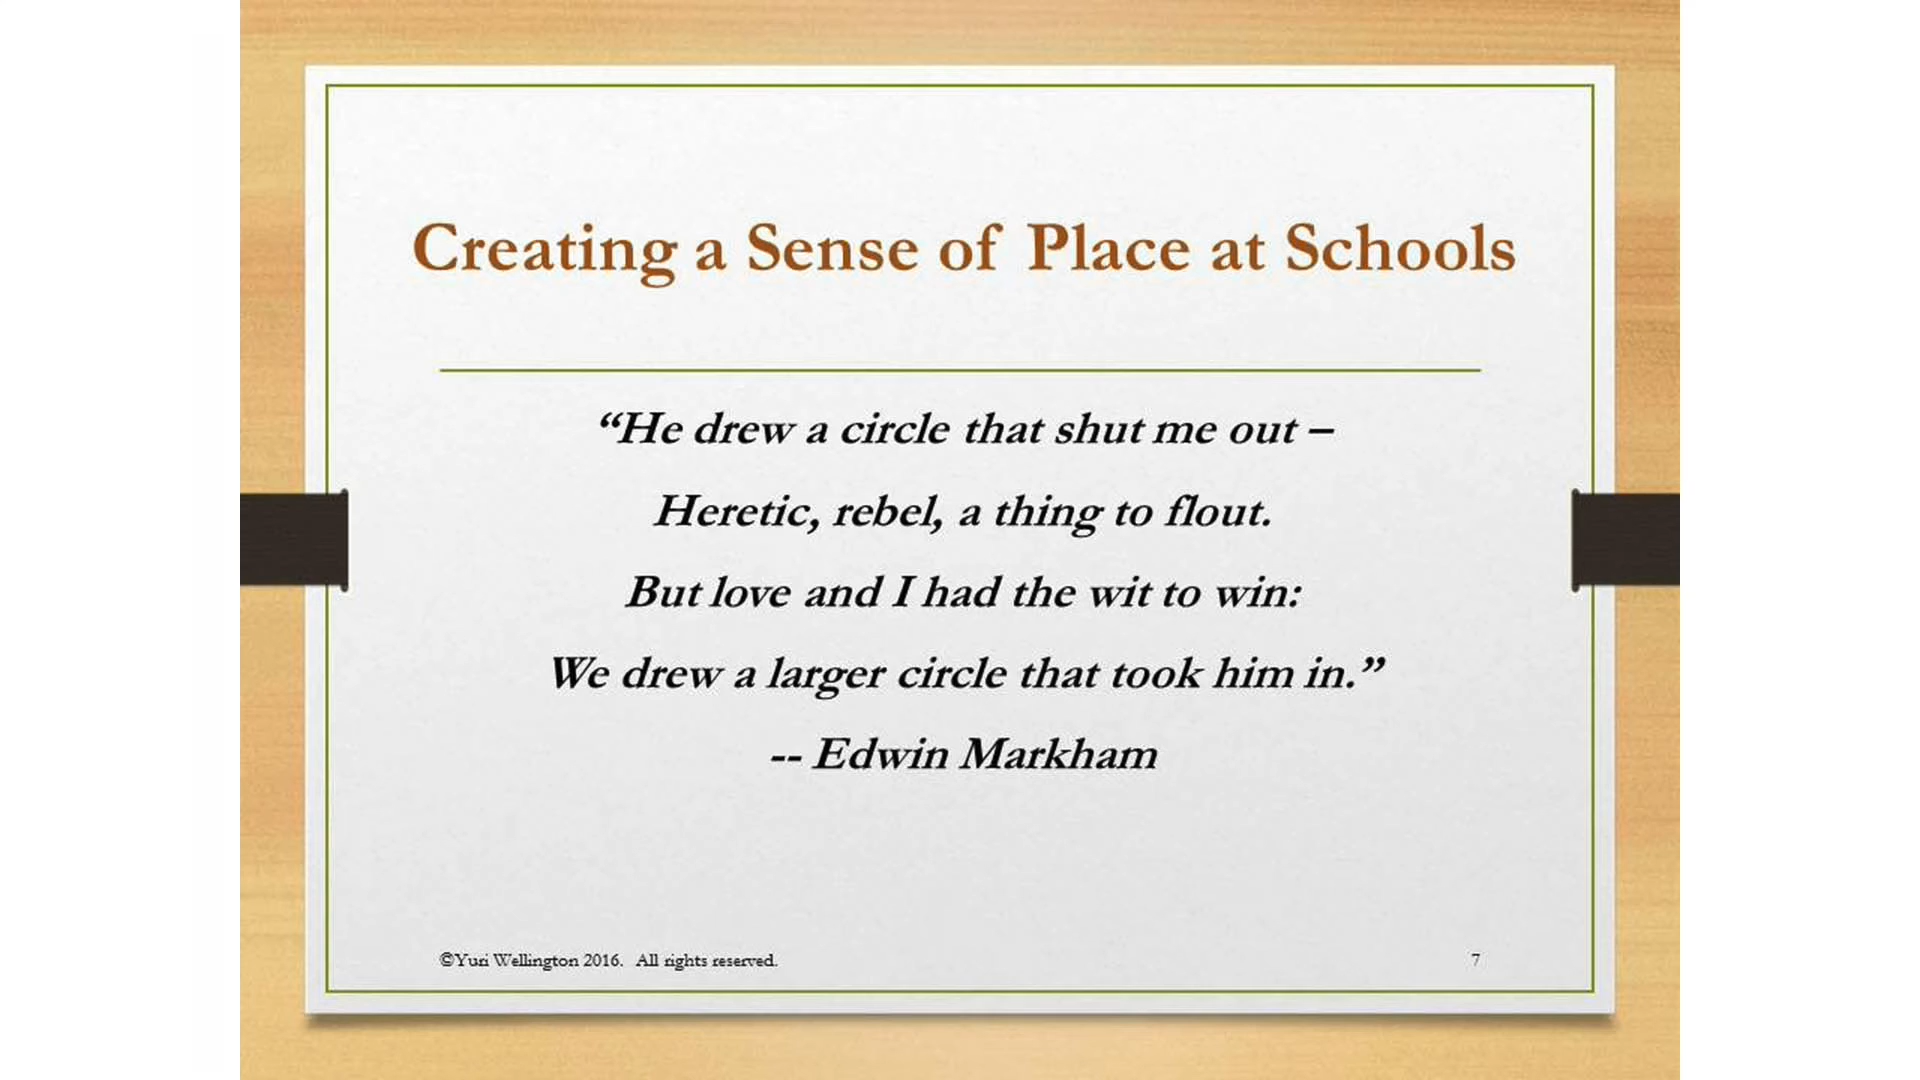 Creating a Sense of Place at Schools
“He drew a circle that shut me out –
Heretic, rebel, a thing to flout.
But love and I had the wit to win:
We drew a larger circle that took him in.”
-- Edwin Markham
©Yuri Wellington 2016. All rights reserved.
7